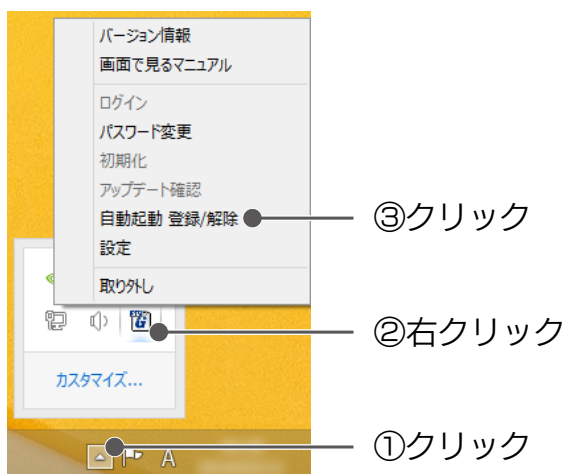 バージョン情報
画面で見るマニュアル
ログイン
パスワード変更
初期化
アップデート確認
自動起動 登録/解除
設定
取り外し
カスタマイズ...
A
③クリック
②右クリック
①クリック